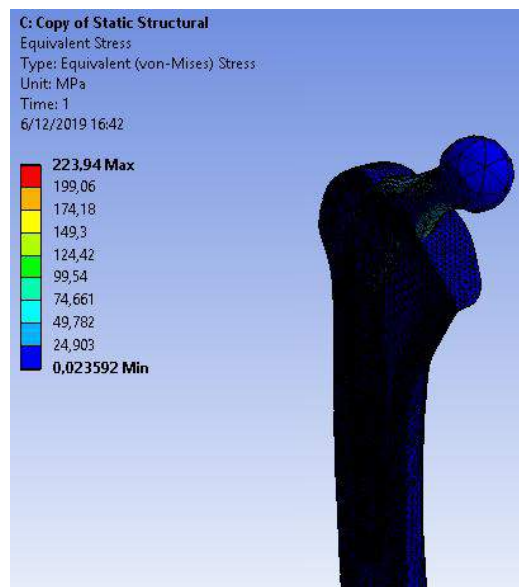 C: Copy of Static Structural
Equivalent Stress
Type: Equivalent (von-Mises) Stress
Unit: MPa
Time: 1
6/12/2019 16:42
223,94 Max
199,06
174,18
149,3
124,42
99,54
74,661
49,782
24,903
0,023592 Min